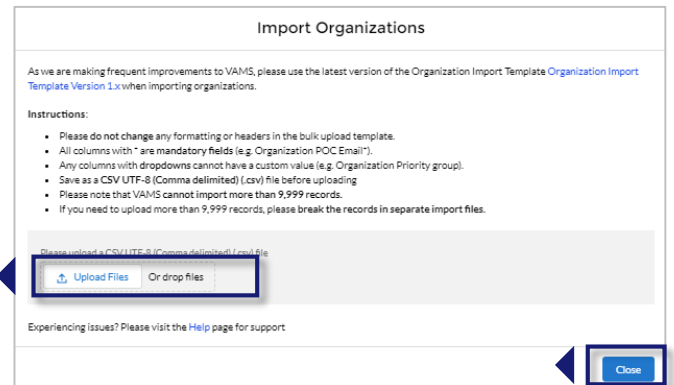 Import Organizations
As we are making frequent improvements to VAMS, please use the latest version of the Organization Import Template Organization Import
Template Version 1.x when importing organizations.
Instructions:
• Please do not change any formatting or headers in the bulk upload template.
• All columns with * are mandatory fields (e.g. Organization POC Email*).
• Any columns with dropdowns cannot have a custom value (e.g. Organization Priority group).
• Save as a CSV UTF-8 (Comma delimited) (.csv) file before uploading
• Please note that VAMS cannot import more than 9,999 records.
• If you need to upload more than 9,999 records, please break the records in separate import files.
Please upload a CSV UTF-8 (Comma delimited) (.csv) file
Upload Files Or drop files
Experiencing issues? Please visit the Help page for support
Close